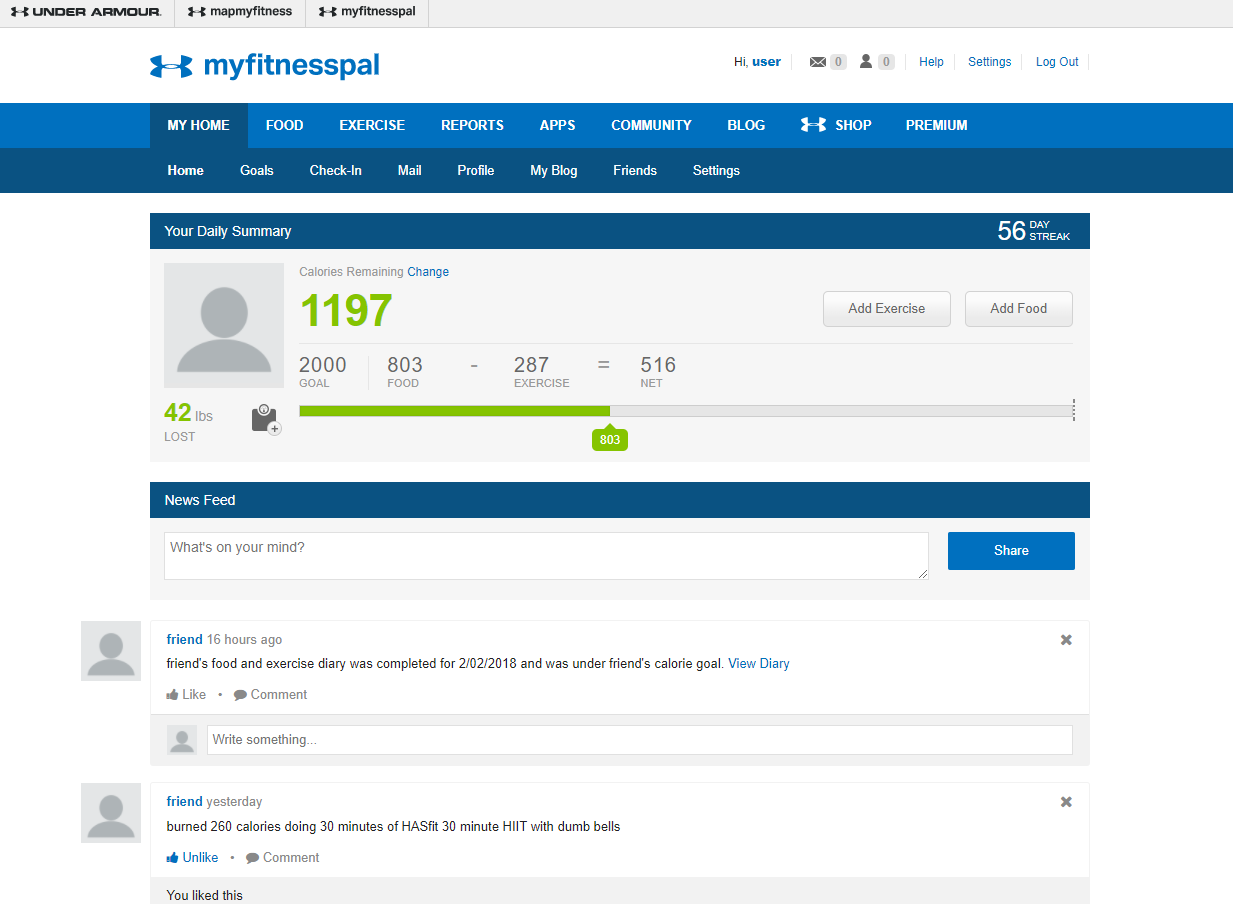 UNDER ARMOUR. mapmyfitness myfitnesspal
myfitnesspal
Hi, user 0 0 Help Settings Log Out
MY HOME FOOD EXERCISE REPORTS APPS COMMUNITY BLOG SHOP PREMIUM
Home Goals Check-In Mail Profile My Blog Friends Settings
Your Daily Summary
56 DAY STREAK
Calories Remaining Change
1197
Add Exercise Add Food
2000 803 - 287 = 516
GOAL FOOD EXERCISE NET
42 lbs
LOST
803
News Feed
What's on your mind?
Share
friend 16 hours ago
friend's food and exercise diary was completed for 2/02/2018 and was under friend's calorie goal. View Diary
Like • Comment
Write something...
friend yesterday
burned 260 calories doing 30 minutes of HASfit 30 minute HIIT with dumb bells
Unlike • Comment
You liked this